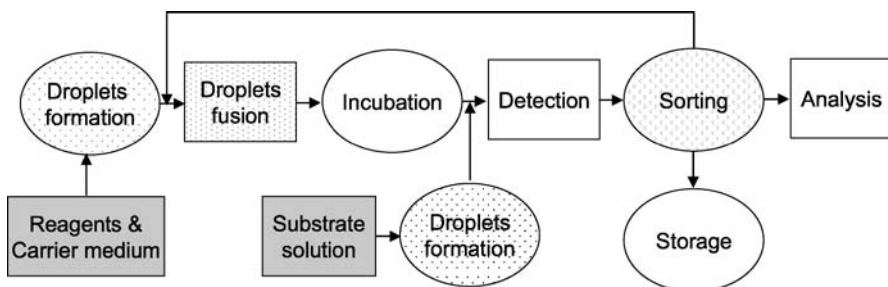 Droplets
formation
Droplets
fusion
Incubation
Detection
Sorting
Analysis
Reagents &
Carrier medium
Substrate
solution
Droplets
formation
Storage